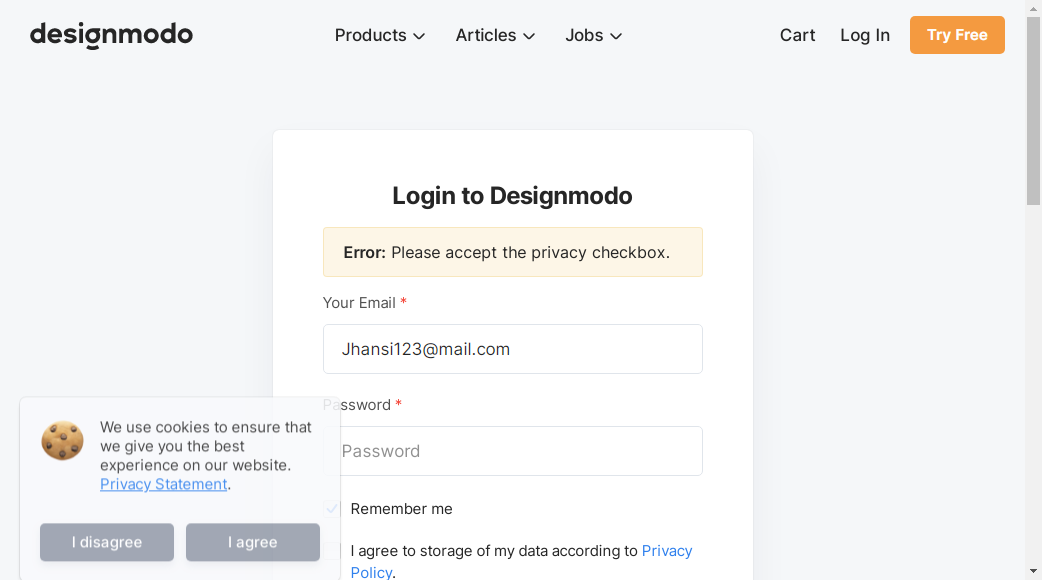 designmodo
Products
Articles
Jobs
Cart
Log In
Try Free
Login to Designmodo
Error: Please accept the privacy checkbox.
Your Email *
Jhansi123@mail.com
Password *
Password
Remember me
I agree to storage of my data according to Privacy
Policy.
We use cookies to ensure that
we give you the best
experience on our website.
Privacy Statement.
I disagree
I agree